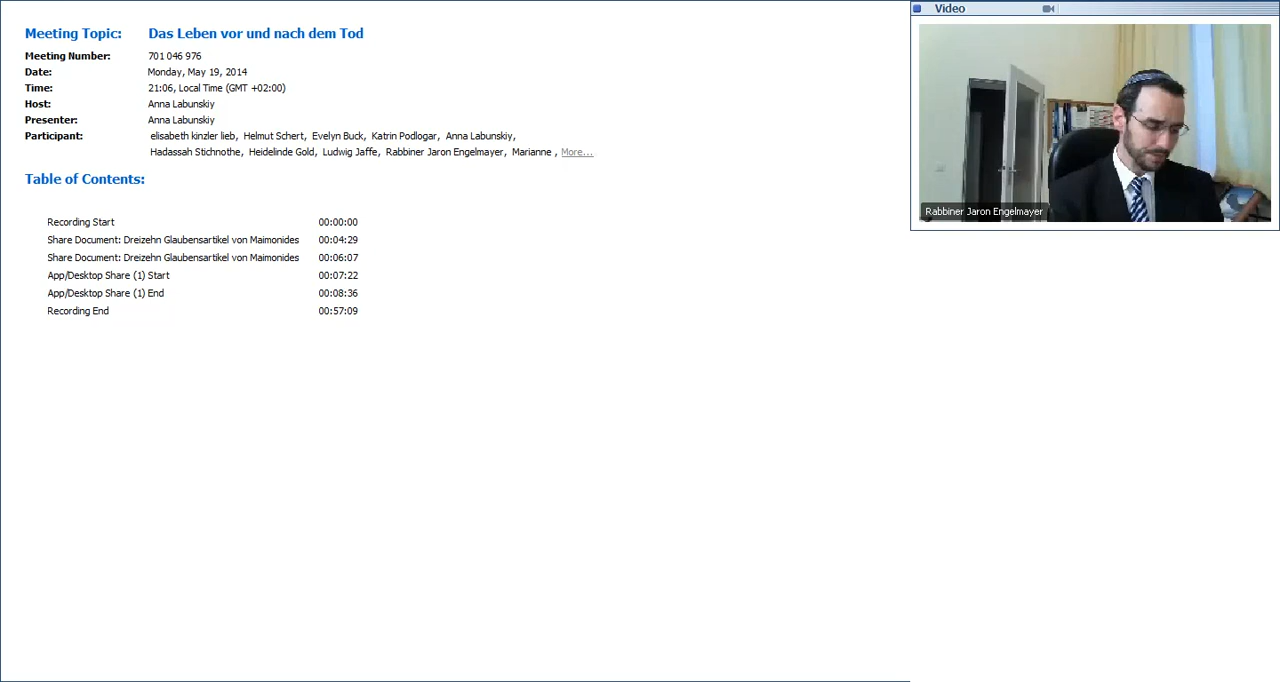 Meeting Topic: Das Leben vor und nach dem Tod
Meeting Number: 701 046 976
Date: Monday, May 19, 2014
Time: 21:06, Local Time (GMT +02:00)
Host: Anna Labunskiy
Presenter: Anna Labunskiy
Participant: elisabeth kinzler lieb, Helmut Schert, Evelyn Buck, Katrin Podlogar, Anna Labunskiy,
Hadassah Stichnothe, Heidelinde Gold, Ludwig Jaffe, Rabbiner Jaron Engelmayer, Marianne , More...
Table of Contents:
Recording Start 00:00:00
Share Document: Dreizehn Glaubensartikel von Maimonides 00:04:29
Share Document: Dreizehn Glaubensartikel von Maimonides 00:06:07
App/Desktop Share (1) Start 00:07:22
App/Desktop Share (1) End 00:08:36
Recording End 00:57:09
Video
Rabbiner Jaron Engelmayer